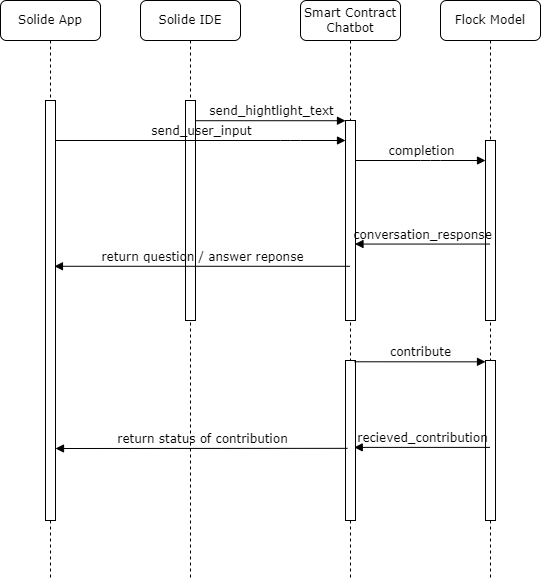 Solide App
Solide IDE
Smart Contract
Chatbot
Flock Model
send_hightlight_text
send_user_input
completion
conversation_response
return question / answer reponse
contribute
recieved_contribution
return status of contribution